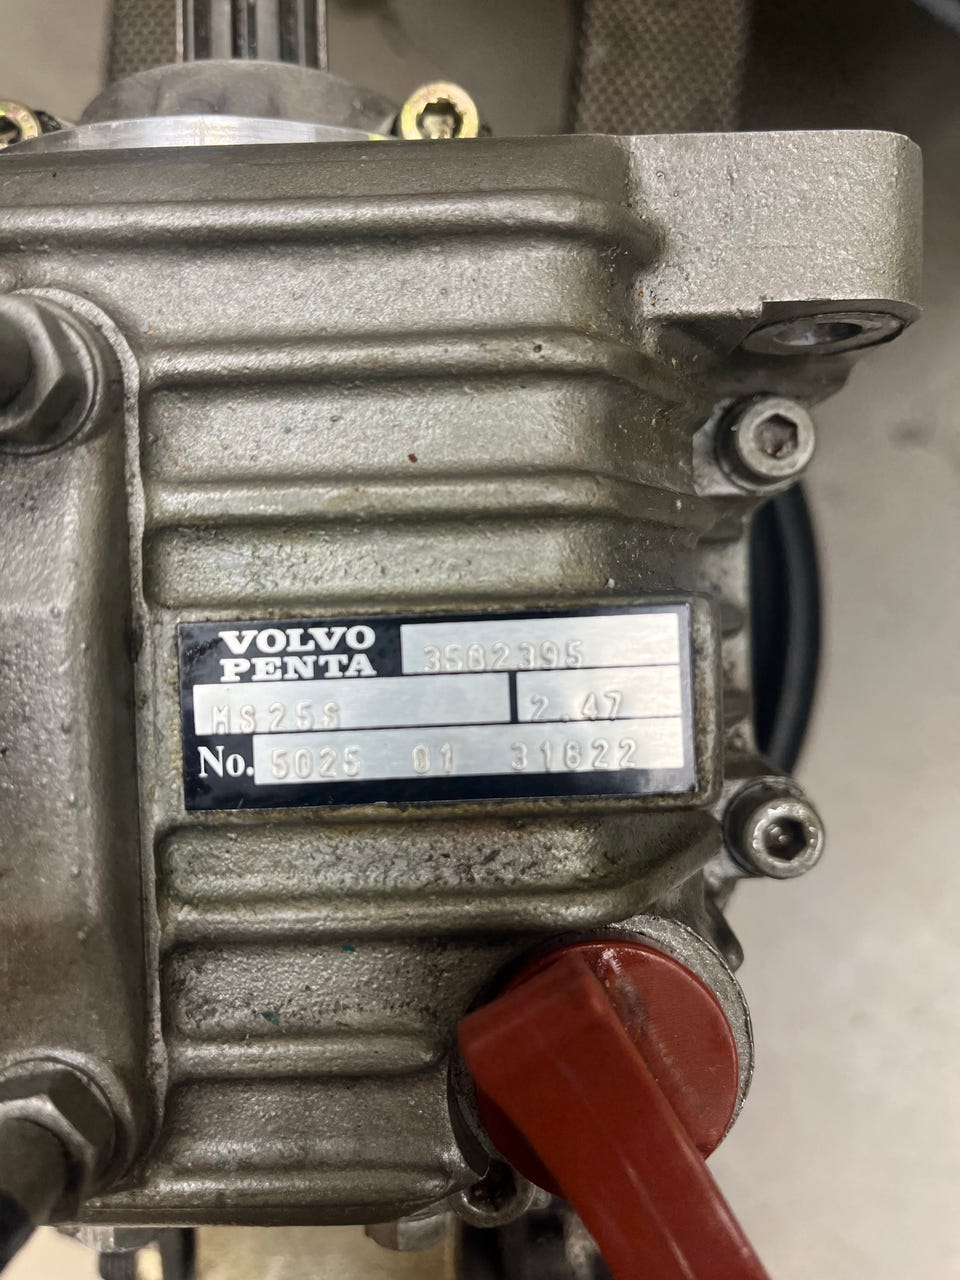 VOLVO
PENTA
3582395
MS25S
2.47
No. 5025 01 31822